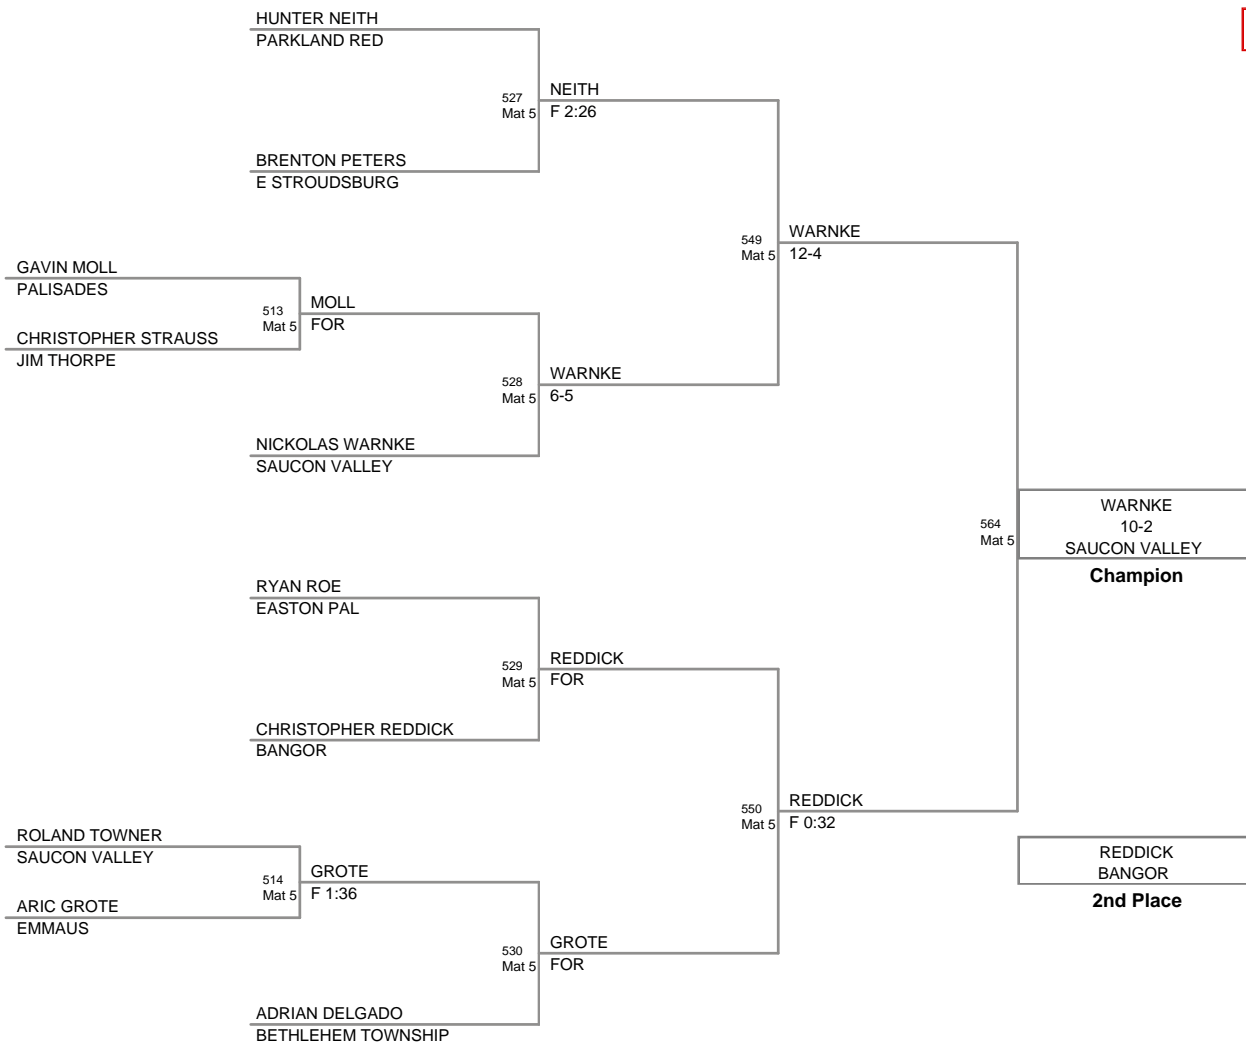 HUNTER NEITH
PARKLAND RED
527
Mat 5
NEITH
F 2:26
BRENTON PETERS
E STROUDSBURG
549
Mat 5
WARNKE
12-4
GAVIN MOLL
PALISADES
513
Mat 5
MOLL
FOR
CHRISTOPHER STRAUSS
JIM THORPE
528
Mat 5
WARNKE
6-5
NICKOLAS WARNKE
SAUCON VALLEY
564
Mat 5
WARNKE
10-2
SAUCON VALLEY
Champion
RYAN ROE
EASTON PAL
529
Mat 5
REDDICK
FOR
CHRISTOPHER REDDICK
BANGOR
550
Mat 5
REDDICK
F 0:32
ROLAND TOWNER
SAUCON VALLEY
514
Mat 5
GROTE
F 1:36
ARIC GROTE
EMMAUS
530
Mat 5
GROTE
FOR
ADRIAN DELGADO
BETHLEHEM TOWNSHIP
REDDICK
BANGOR
2nd Place